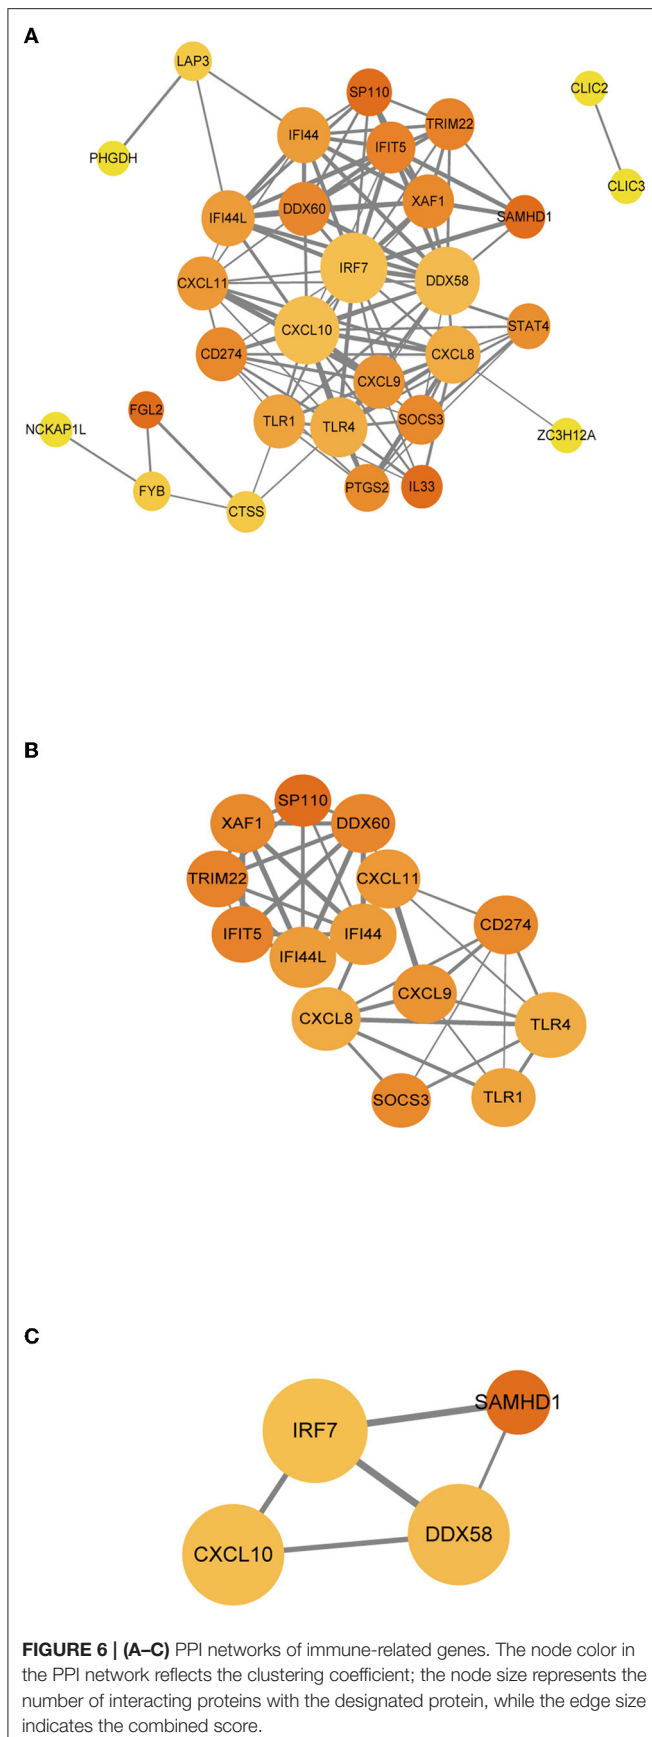 A
LAP3
CLIC2
SP110
TRIM22
IFI44
IFIT5
PHGDH
CLIC3
XAF1
DDX60
IFI44L
SAMHD1
IRF7
DDX58
CXCL11
CXCL10
STAT4
CD274
CXCL8
CXCL9
FGL2
TLR1
TLR4
SOCS3
NCKAP1L
ZC3H12A
FYB
PTGS2
IL33
CTSS
B
SP110
XAF1
DDX60
TRIM22
CXCL11
IFIT5
IFI44
CD274
IFI44L
CXCL9
CXCL8
TLR4
SOCS3
TLR1
C
SAMHD1
IRF7
DDX58
CXCL10
FIGURE 6 | (A–C) PPI networks of immune-related genes. The node color in
the PPI network reflects the clustering coefficient; the node size represents the
number of interacting proteins with the designated protein, while the edge size
indicates the combined score.